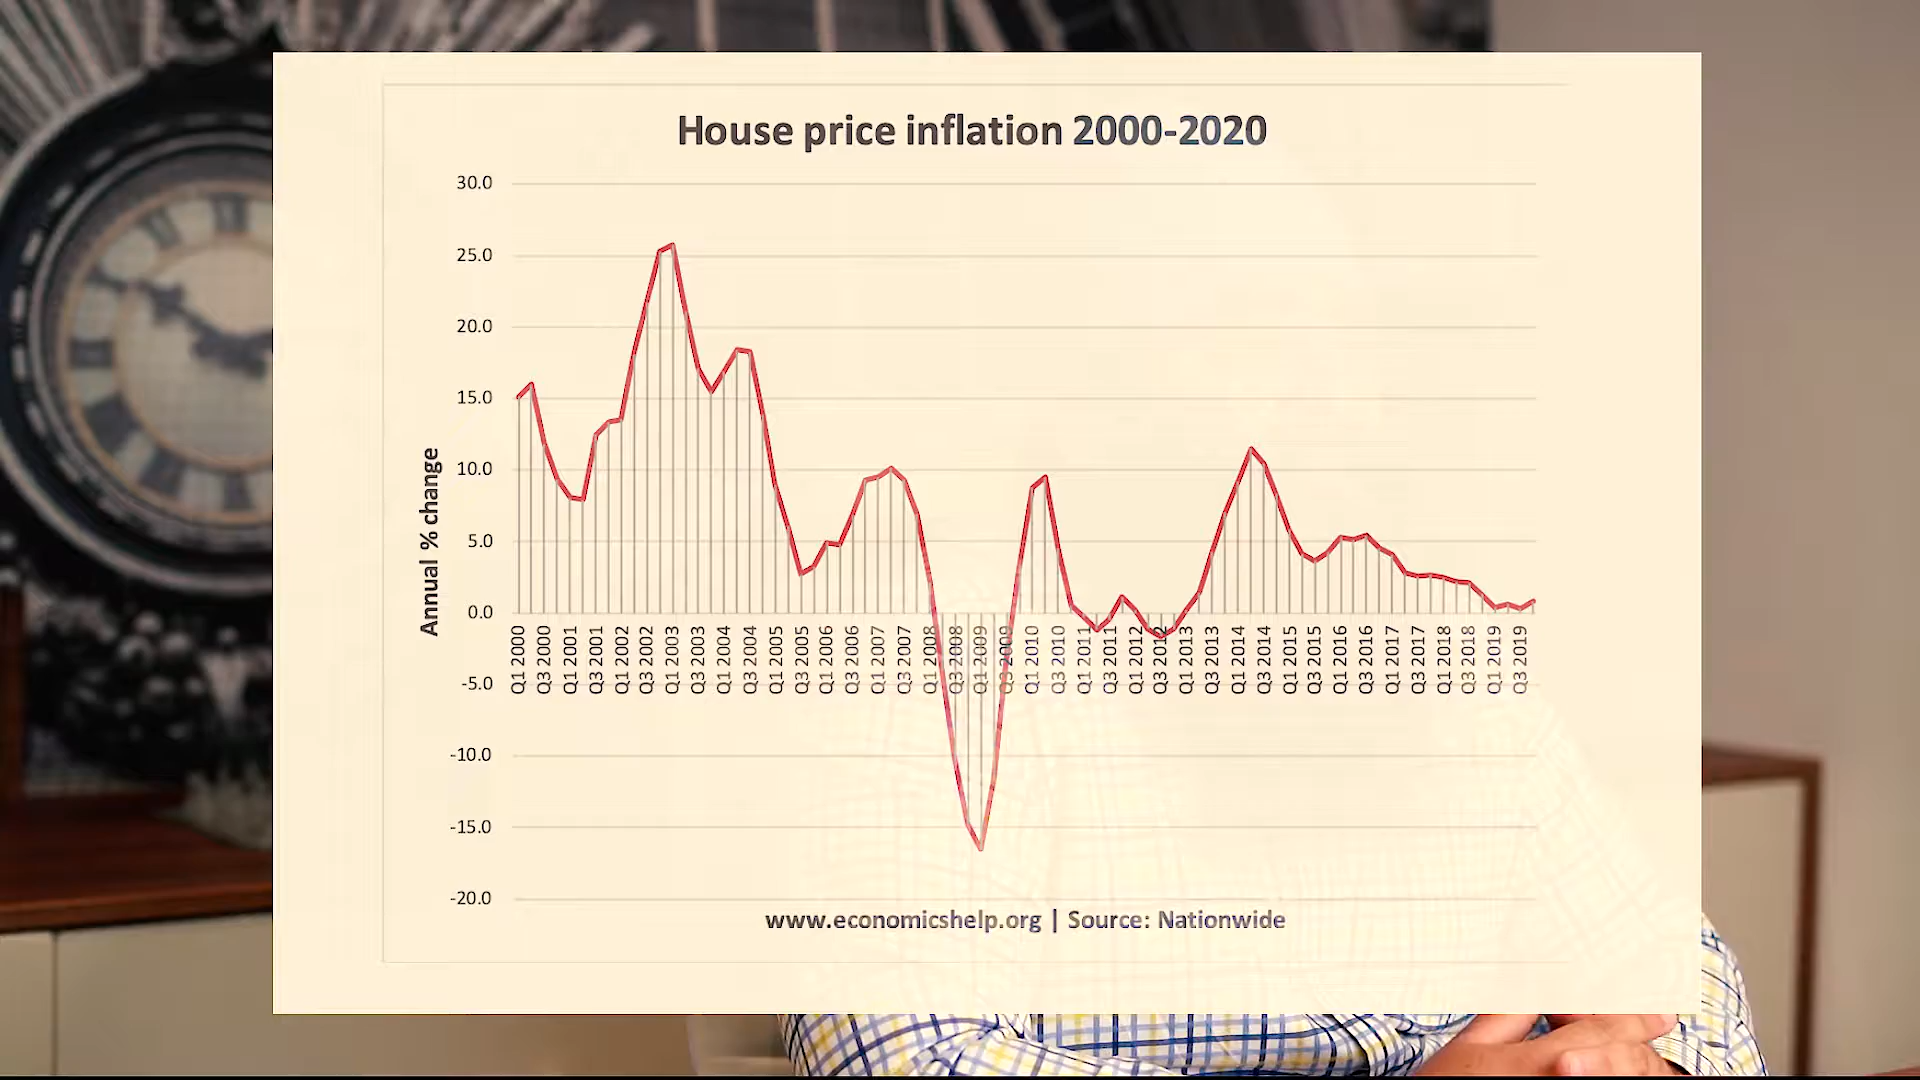 House price inflation 2000-2020
30.0
25.0
20.0
15.0
10.0
5.0
0.0
-5.0
-10.0
-15.0
-20.0
Annual % change
Q1 2000
Q3 2000
Q1 2001
Q3 2001
Q1 2002
Q3 2002
Q1 2003
Q3 2003
Q1 2004
Q3 2004
Q1 2005
Q3 2005
Q1 2006
Q3 2006
Q1 2007
Q3 2007
Q1 2008
Q3 2008
Q1 2009
Q3 2009
Q1 2010
Q3 2010
Q1 2011
Q3 2011
Q1 2012
Q3 2012
Q1 2013
Q3 2013
Q1 2014
Q3 2014
Q1 2015
Q3 2015
Q1 2016
Q3 2016
Q1 2017
Q3 2017
Q1 2018
Q3 2018
Q1 2019
Q3 2019
www.economicshelp.org | Source: Nationwide